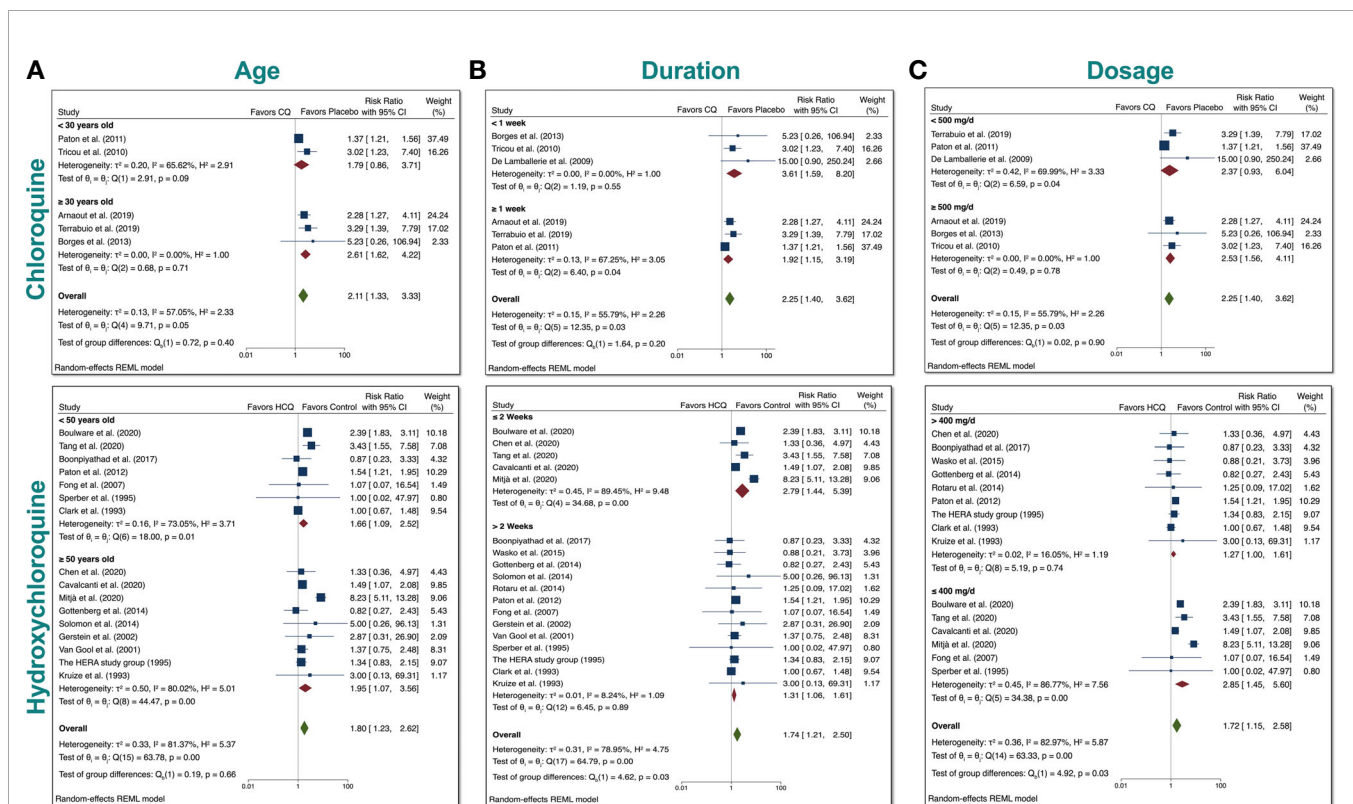 A Age
B Duration
C Dosage
Chloroquine
Risk Ratio Weight
Study Favors CQ Favors Placebo with 95% CI (%)
< 30 years old
Paton et al. (2011) 1.37 [ 1.21, 1.56] 37.49
Tricou et al. (2010) 3.02 [ 1.23, 7.40] 16.26
Heterogeneity: τ² = 0.20, I² = 65.62%, H² = 2.91 1.79 [ 0.86, 3.71]
Test of θᵢ = θⱼ: Q(1) = 2.91, p = 0.09
≥ 30 years old
Arnaout et al. (2019) 2.28 [ 1.27, 4.11] 24.24
Terrabuio et al. (2019) 3.29 [ 1.39, 7.79] 17.02
Borges et al. (2013) 5.23 [ 0.26, 106.94] 2.33
Heterogeneity: τ² = 0.00, I² = 0.00%, H² = 1.00 2.61 [ 1.62, 4.22]
Test of θᵢ = θⱼ: Q(2) = 0.68, p = 0.71
Overall 2.11 [ 1.33, 3.33]
Heterogeneity: τ² = 0.13, I² = 57.05%, H² = 2.33
Test of θᵢ = θⱼ: Q(4) = 9.71, p = 0.05
Test of group differences: Q_b(1) = 0.72, p = 0.40
0.01 1 100
Random-effects REML model
Risk Ratio Weight
Study Favors CQ Favors Placebo with 95% CI (%)
< 1 week
Borges et al. (2013) 5.23 [ 0.26, 106.94] 2.33
Tricou et al. (2010) 3.02 [ 1.23, 7.40] 16.26
De Lamballerie et al. (2009) 15.00 [ 0.90, 250.24] 2.66
Heterogeneity: τ² = 0.00, I² = 0.00%, H² = 1.00 3.61 [ 1.59, 8.20]
Test of θᵢ = θⱼ: Q(2) = 1.19, p = 0.55
≥ 1 week
Arnaout et al. (2019) 2.28 [ 1.27, 4.11] 24.24
Terrabuio et al. (2019) 3.29 [ 1.39, 7.79] 17.02
Paton et al. (2011) 1.37 [ 1.21, 1.56] 37.49
Heterogeneity: τ² = 0.13, I² = 67.25%, H² = 3.05 1.92 [ 1.15, 3.19]
Test of θᵢ = θⱼ: Q(2) = 6.40, p = 0.04
Overall 2.25 [ 1.40, 3.62]
Heterogeneity: τ² = 0.15, I² = 55.79%, H² = 2.26
Test of θᵢ = θⱼ: Q(5) = 12.35, p = 0.03
Test of group differences: Q_b(1) = 1.64, p = 0.20
0.01 1 100
Random-effects REML model
Risk Ratio Weight
Study Favors CQ Favors Placebo with 95% CI (%)
<500 mg/d
Terrabuio et al. (2019) 3.29 [ 1.39, 7.79] 17.02
Paton et al. (2011) 1.37 [ 1.21, 1.56] 37.49
De Lamballerie et al. (2009) 15.00 [ 0.90, 250.24] 2.66
Heterogeneity: τ² = 0.42, I² = 69.99%, H² = 3.33 2.37 [ 0.93, 6.04]
Test of θᵢ = θⱼ: Q(2) = 6.59, p = 0.04
≥500 mg/d
Arnaout et al. (2019) 2.28 [ 1.27, 4.11] 24.24
Borges et al. (2013) 5.23 [ 0.26, 106.94] 2.33
Tricou et al. (2010) 3.02 [ 1.23, 7.40] 16.26
Heterogeneity: τ² = 0.00, I² = 0.00%, H² = 1.00 2.53 [ 1.56, 4.11]
Test of θᵢ = θⱼ: Q(2) = 0.49, p = 0.78
Overall 2.25 [ 1.40, 3.62]
Heterogeneity: τ² = 0.15, I² = 55.79%, H² = 2.26
Test of θᵢ = θⱼ: Q(5) = 12.35, p = 0.03
Test of group differences: Q_b(1) = 0.02, p = 0.90
0.01 1 100
Random-effects REML model
Hydroxychloroquine
Risk Ratio Weight
Study Favors HCQ Favors Control with 95% CI (%)
< 50 years old
Boulware et al. (2020) 2.39 [ 1.83, 3.11] 10.18
Tang et al. (2020) 3.43 [ 1.55, 7.58] 7.08
Boonpiyathad et al. (2017) 0.87 [ 0.23, 3.33] 4.32
Paton et al. (2012) 1.54 [ 1.21, 1.95] 10.29
Fong et al. (2007) 1.07 [ 0.07, 16.54] 1.49
Sperber et al. (1995) 1.00 [ 0.02, 47.97] 0.80
Clark et al. (1993) 1.00 [ 0.67, 1.48] 9.54
Heterogeneity: τ² = 0.16, I² = 73.05%, H² = 3.71 1.66 [ 1.09, 2.52]
Test of θᵢ = θⱼ: Q(6) = 18.00, p = 0.01
≥ 50 years old
Chen et al. (2020) 1.33 [ 0.36, 4.97] 4.43
Cavalcanti et al. (2020) 1.49 [ 1.07, 2.08] 9.85
Mitjà et al. (2020) 8.23 [ 5.11, 13.28] 9.06
Gottenberg et al. (2014) 0.82 [ 0.27, 2.43] 5.43
Solomon et al. (2014) 5.00 [ 0.26, 96.13] 1.31
Gerstein et al. (2002) 2.87 [ 0.31, 26.90] 2.09
Van Gool et al. (2001) 1.37 [ 0.75, 2.48] 8.31
The HERA study group (1995) 1.34 [ 0.83, 2.15] 9.07
Kruize et al. (1993) 3.00 [ 0.13, 69.31] 1.17
Heterogeneity: τ² = 0.50, I² = 80.02%, H² = 5.01 1.95 [ 1.07, 3.56]
Test of θᵢ = θⱼ: Q(8) = 44.47, p = 0.00
Overall 1.80 [ 1.23, 2.62]
Heterogeneity: τ² = 0.33, I² = 81.37%, H² = 5.37
Test of θᵢ = θⱼ: Q(15) = 63.78, p = 0.00
Test of group differences: Q_b(1) = 0.19, p = 0.66
0.01 1 100
Random-effects REML model
Risk Ratio Weight
Study Favors HCQ Favors Control with 95% CI (%)
≤ 2 Weeks
Boulware et al. (2020) 2.39 [ 1.83, 3.11] 10.18
Chen et al. (2020) 1.33 [ 0.36, 4.97] 4.43
Tang et al. (2020) 3.43 [ 1.55, 7.58] 7.08
Cavalcanti et al. (2020) 1.49 [ 1.07, 2.08] 9.85
Mitjà et al. (2020) 8.23 [ 5.11, 13.28] 9.06
Heterogeneity: τ² = 0.45, I² = 89.45%, H² = 9.48 2.79 [ 1.44, 5.39]
Test of θᵢ = θⱼ: Q(4) = 34.68, p = 0.00
> 2 Weeks
Boonpiyathad et al. (2017) 0.87 [ 0.23, 3.33] 4.32
Wasko et al. (2015) 0.88 [ 0.21, 3.73] 3.96
Gottenberg et al. (2014) 0.82 [ 0.27, 2.43] 5.43
Solomon et al. (2014) 5.00 [ 0.26, 96.13] 1.31
Rotaru et al. (2014) 1.25 [ 0.09, 17.02] 1.62
Paton et al. (2012) 1.54 [ 1.21, 1.95] 10.29
Fong et al. (2007) 1.07 [ 0.07, 16.54] 1.49
Gerstein et al. (2002) 2.87 [ 0.31, 26.90] 2.09
Van Gool et al. (2001) 1.37 [ 0.75, 2.48] 8.31
Sperber et al. (1995) 1.00 [ 0.02, 47.97] 0.80
The HERA study group (1995) 1.34 [ 0.83, 2.15] 9.07
Clark et al. (1993) 1.00 [ 0.67, 1.48] 9.54
Kruize et al. (1993) 3.00 [ 0.13, 69.31] 1.17
Heterogeneity: τ² = 0.01, I² = 8.24%, H² = 1.09 1.31 [ 1.06, 1.61]
Test of θᵢ = θⱼ: Q(12) = 6.45, p = 0.89
Overall 1.74 [ 1.21, 2.50]
Heterogeneity: τ² = 0.31, I² = 78.95%, H² = 4.75
Test of θᵢ = θⱼ: Q(17) = 64.79, p = 0.00
Test of group differences: Q_b(1) = 4.62, p = 0.03
0.01 1 100
Random-effects REML model
Risk Ratio Weight
Study Favors HCQ Favors Control with 95% CI (%)
> 400 mg/d
Chen et al. (2020) 1.33 [ 0.36, 4.97] 4.43
Boonpiyathad et al. (2017) 0.87 [ 0.23, 3.33] 4.32
Wasko et al. (2015) 0.88 [ 0.21, 3.73] 3.96
Gottenberg et al. (2014) 0.82 [ 0.27, 2.43] 5.43
Rotaru et al. (2014) 1.25 [ 0.09, 17.02] 1.62
Paton et al. (2012) 1.54 [ 1.21, 1.95] 10.29
The HERA study group (1995) 1.34 [ 0.83, 2.15] 9.07
Clark et al. (1993) 1.00 [ 0.67, 1.48] 9.54
Kruize et al. (1993) 3.00 [ 0.13, 69.31] 1.17
Heterogeneity: τ² = 0.02, I² = 16.05%, H² = 1.19 1.27 [ 1.00, 1.61]
Test of θᵢ = θⱼ: Q(8) = 5.19, p = 0.74
≤ 400 mg/d
Boulware et al. (2020) 2.39 [ 1.83, 3.11] 10.18
Tang et al. (2020) 3.43 [ 1.55, 7.58] 7.08
Cavalcanti et al. (2020) 1.49 [ 1.07, 2.08] 9.85
Mitjà et al. (2020) 8.23 [ 5.11, 13.28] 9.06
Fong et al. (2007) 1.07 [ 0.07, 16.54] 1.49
Sperber et al. (1995) 1.00 [ 0.02, 47.97] 0.80
Heterogeneity: τ² = 0.45, I² = 86.77%, H² = 7.56 2.85 [ 1.45, 5.60]
Test of θᵢ = θⱼ: Q(5) = 34.38, p = 0.00
Overall 1.72 [ 1.15, 2.58]
Heterogeneity: τ² = 0.36, I² = 82.97%, H² = 5.87
Test of θᵢ = θⱼ: Q(14) = 63.33, p = 0.00
Test of group differences: Q_b(1) = 4.92, p = 0.03
0.01 1 100
Random-effects REML model